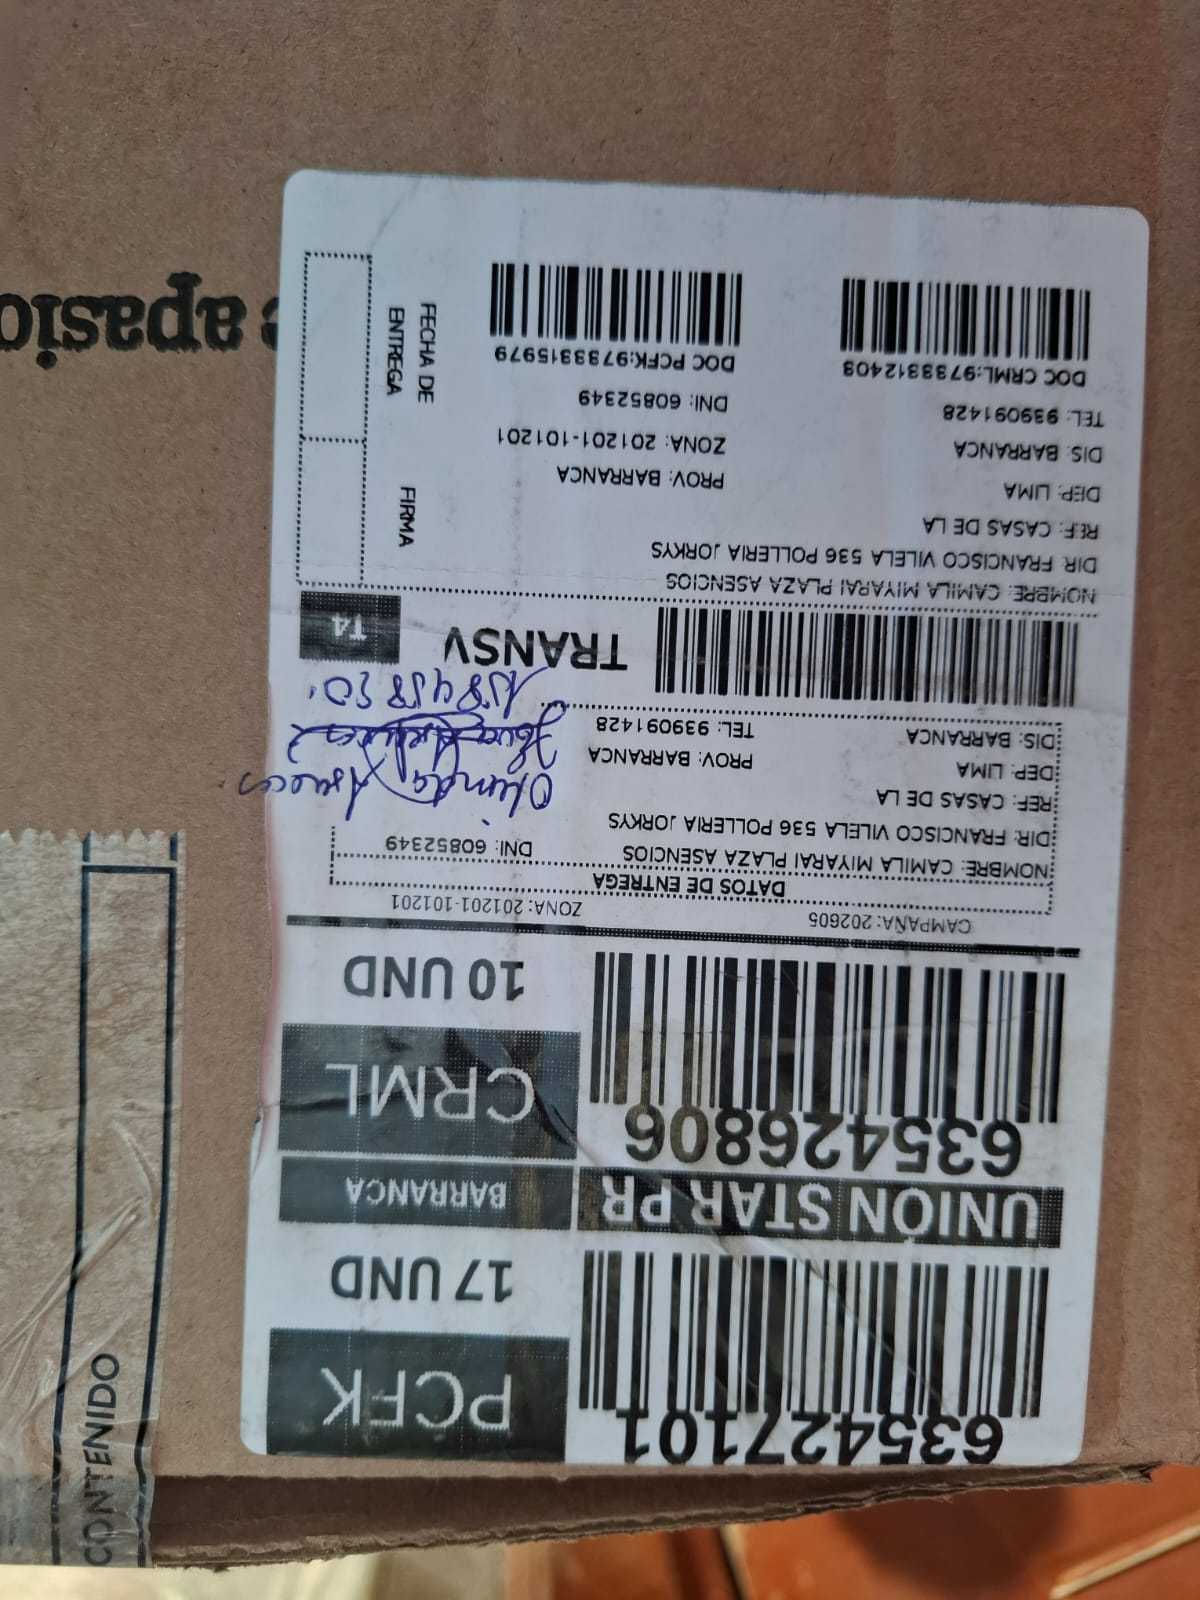 635427101
PCFK
17 UND
UNIÓN STAR PR
BARRANCA
635426806
CRML
10 UND
CAMPAÑA: 202605 ZONA: 201201-101201
DATOS DE ENTREGA
NOMBRE: CAMILA MIYARAI PLAZA ASENCIOS DNI: 60852349
DIR: FRANCISCO VILELA 536 POLLERIA JORKYS
REF: CASAS DE LA
DEP: LIMA PROV: BARRANCA
DIS: BARRANCA TEL: 939091428
Olinda
TRANSV
T4
NOMBRE: CAMILA MIYARAI PLAZA ASENCIOS
DIR: FRANCISCO VILELA 536 POLLERIA JORKYS
REF: CASAS DE LA
DEP: LIMA PROV: BARRANCA
DIS: BARRANCA ZONA: 201201-101201
TEL: 939091428 DNI: 60852349
DOC CRML:9733312408 DOC PCFK:9733315979
FIRMA
FECHA DE
ENTREGA
e apasio
CONTENIDO